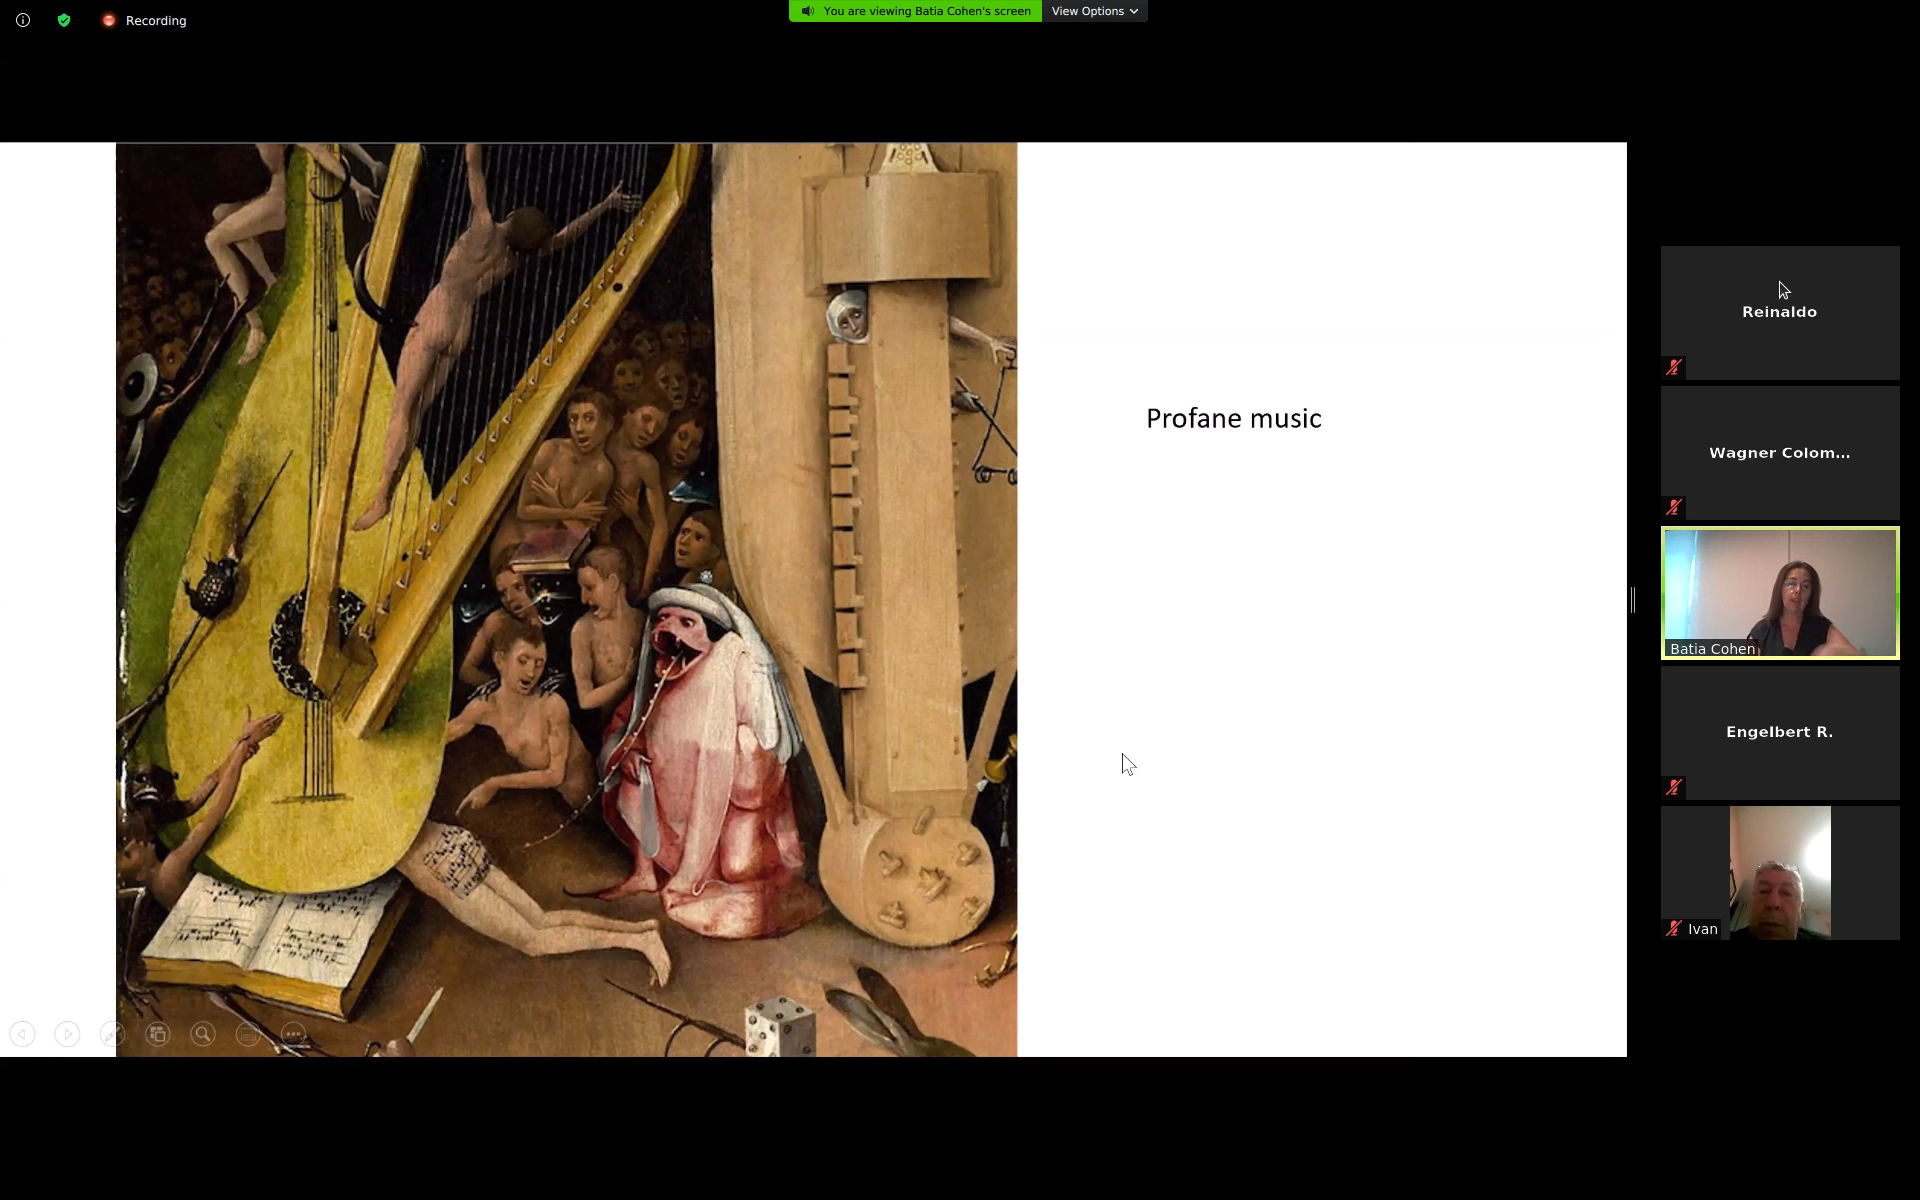 Recording
You are viewing Batia Cohen's screen
View Options
Profane music
Reinaldo
Wagner Colom...
Batia Cohen
Engelbert R.
Ivan